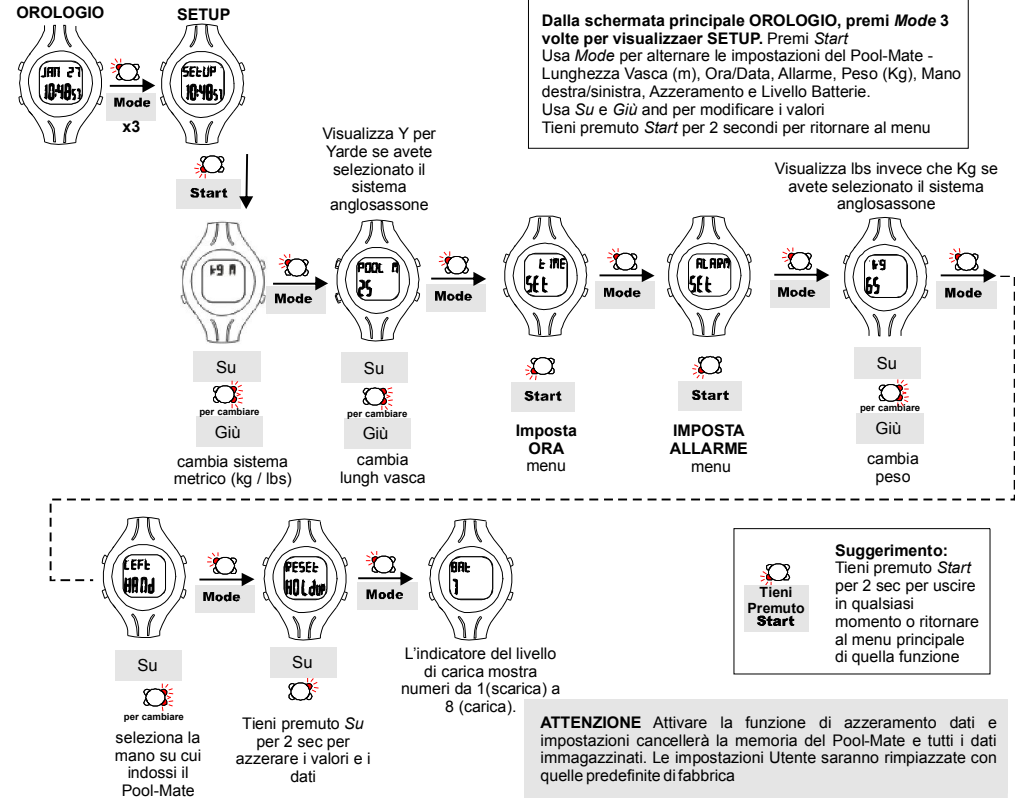 OROLOGIO
SETUP
JAN 27
10:48 51
Mode
x3
SEtUP
10:48 51
Dalla schermata principale OROLOGIO, premi Mode 3
volte per visualizzaer SETUP. Premi Start
Usa Mode per alternare le impostazioni del Pool-Mate -
Lunghezza Vasca (m), Ora/Data, Allarme, Peso (Kg), Mano
destra/sinistra, Azzeramento e Livello Batterie.
Usa Su e Giù and per modificare i valori
Tieni premuto Start per 2 secondi per ritornare al menu
Start
Visualizza Y per
Yarde se avete
selezionato il
sistema
anglosassone
Visualizza lbs invece che Kg se
avete selezionato il sistema
anglosassone
kg M
Mode
POOL M
25
Mode
tIME
SEt
Mode
ALARM
SEt
Mode
kg
65
Mode
Su
per cambiare
Giù
cambia sistema
metrico (kg / lbs)
Su
per cambiare
Giù
cambia
lungh vasca
Start
Imposta
ORA
menu
Start
IMPOSTA
ALLARME
menu
Su
per cambiare
Giù
cambia
peso
LEFt
HANd
Mode
RESEt
HOLdUP
Mode
BAt
7
Su
per cambiare
seleziona la
mano su cui
indossi il
Pool-Mate
Su
Tieni premuto Su
per 2 sec per
azzerare i valori e i
dati
L'indicatore del livello
di carica mostra
numeri da 1(scarica) a
8 (carica).
Tieni
Premuto
Start
Suggerimento:
Tieni premuto Start
per 2 sec per uscire
in qualsiasi
momento o ritornare
al menu principale
di quella funzione
ATTENZIONE Attivare la funzione di azzeramento dati e
impostazioni cancellerà la memoria del Pool-Mate e tutti i dati
immagazzinati. Le impostazioni Utente saranno rimpiazzate con
quelle predefinite di fabbrica